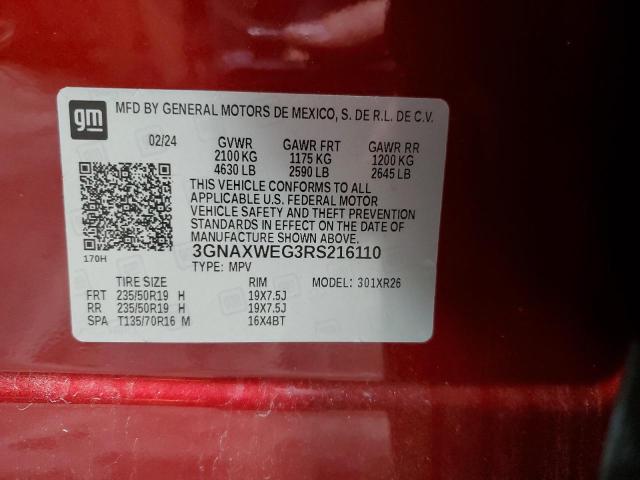 gm
MFD BY GENERAL MOTORS DE MEXICO, S. DE R.L. DE C.V.
02/24 GVWR GAWR FRT GAWR RR
2100 KG 1175 KG 1200 KG
4630 LB 2590 LB 2645 LB
THIS VEHICLE CONFORMS TO ALL
APPLICABLE U.S. FEDERAL MOTOR
VEHICLE SAFETY AND THEFT PREVENTION
STANDARDS IN EFFECT ON THE DATE OF
MANUFACTURE SHOWN ABOVE.
170H
3GNAXWEG3RS216110
TYPE: MPV
TIRE SIZE RIM MODEL: 301XR26
FRT 235/50R19 H 19X7.5J
RR 235/50R19 H 19X7.5J
SPA T135/70R16 M 16X4BT